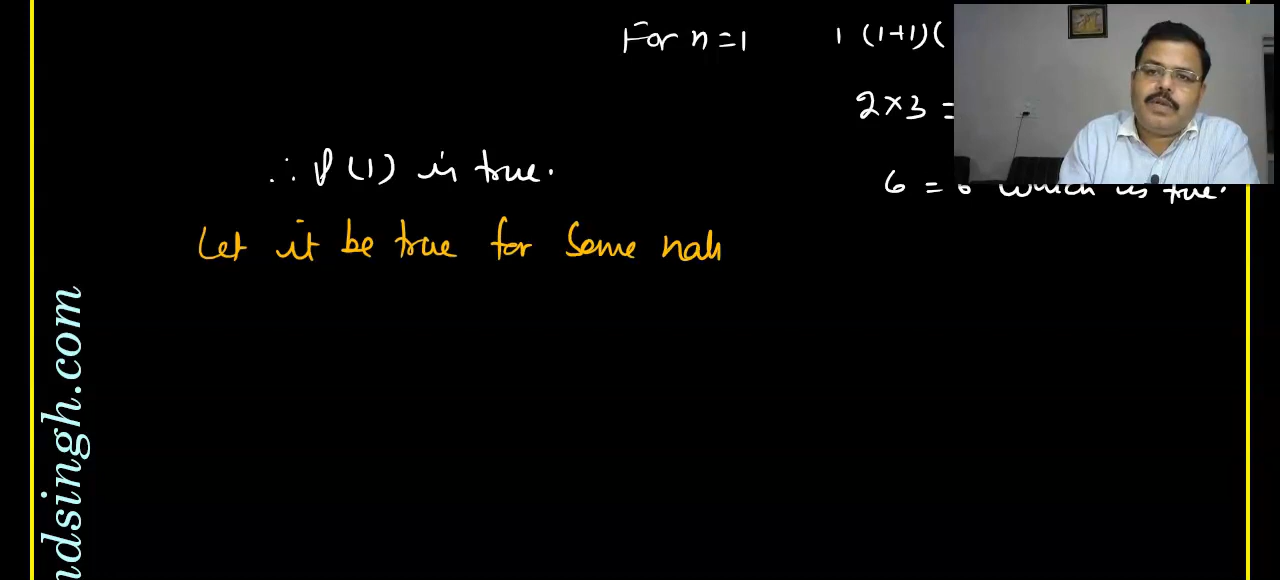 For n=1 1 (1+1)(
2×3 =
∴ P(1) is true.
6 = 6 which is true.
Let it be true for some natu
ndsingh.com